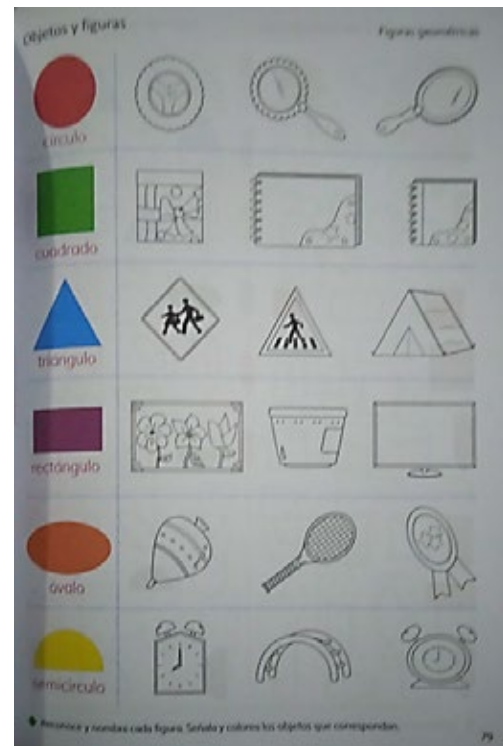 Objetos y figuras
Figuras geométricas
círculo
cuadrado
triángulo
rectángulo
óvalo
semicírculo
Reconoce y nombra cada figura. Señala y colorea los objetos que correspondan.
79